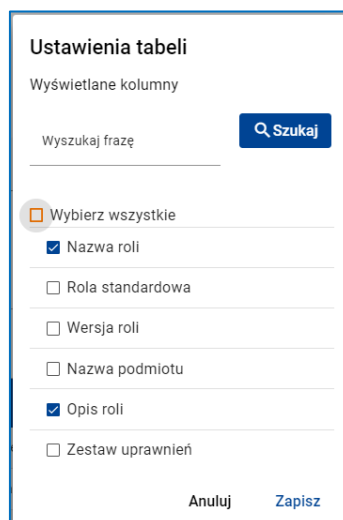 Ustawienia tabeli
Wyświetlane kolumny
Wyszukaj frazę
Szukaj
Wybierz wszystkie
Nazwa roli
Rola standardowa
Wersja roli
Nazwa podmiotu
Opis roli
Zestaw uprawnień
Anuluj Zapisz